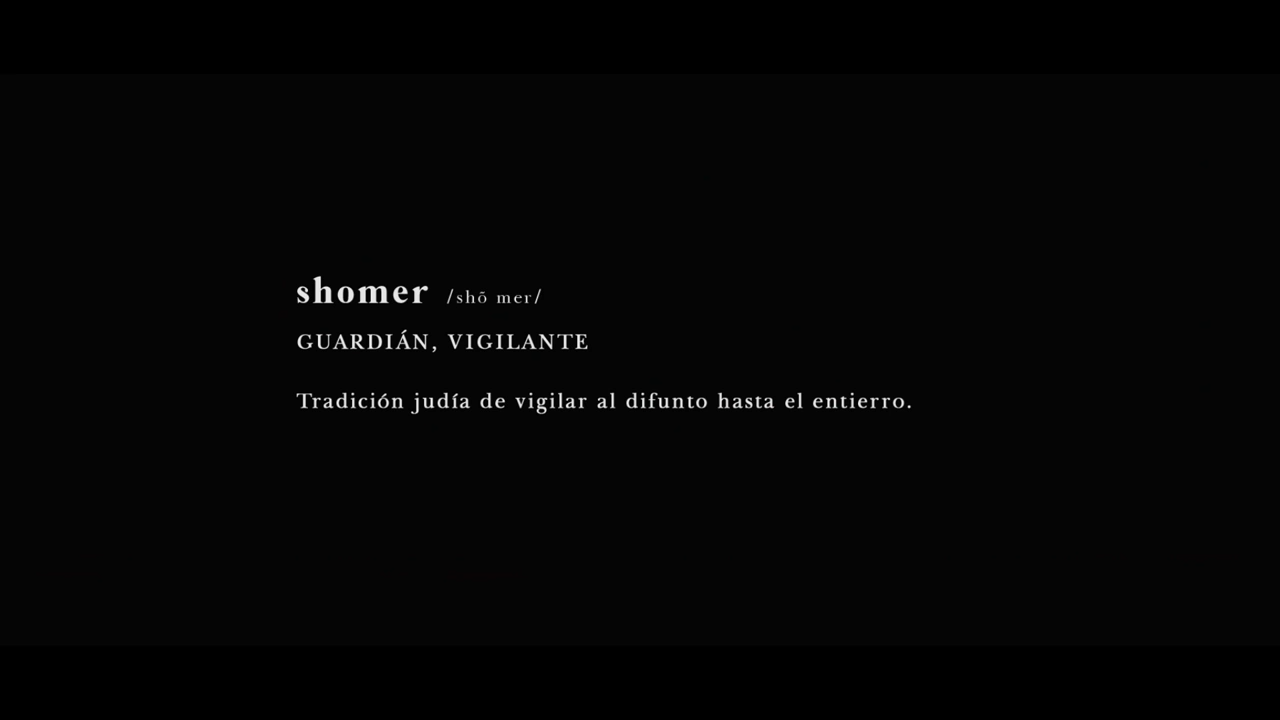 shomer /shō mer/
GUARDIÁN, VIGILANTE
Tradición judía de vigilar al difunto hasta el entierro.